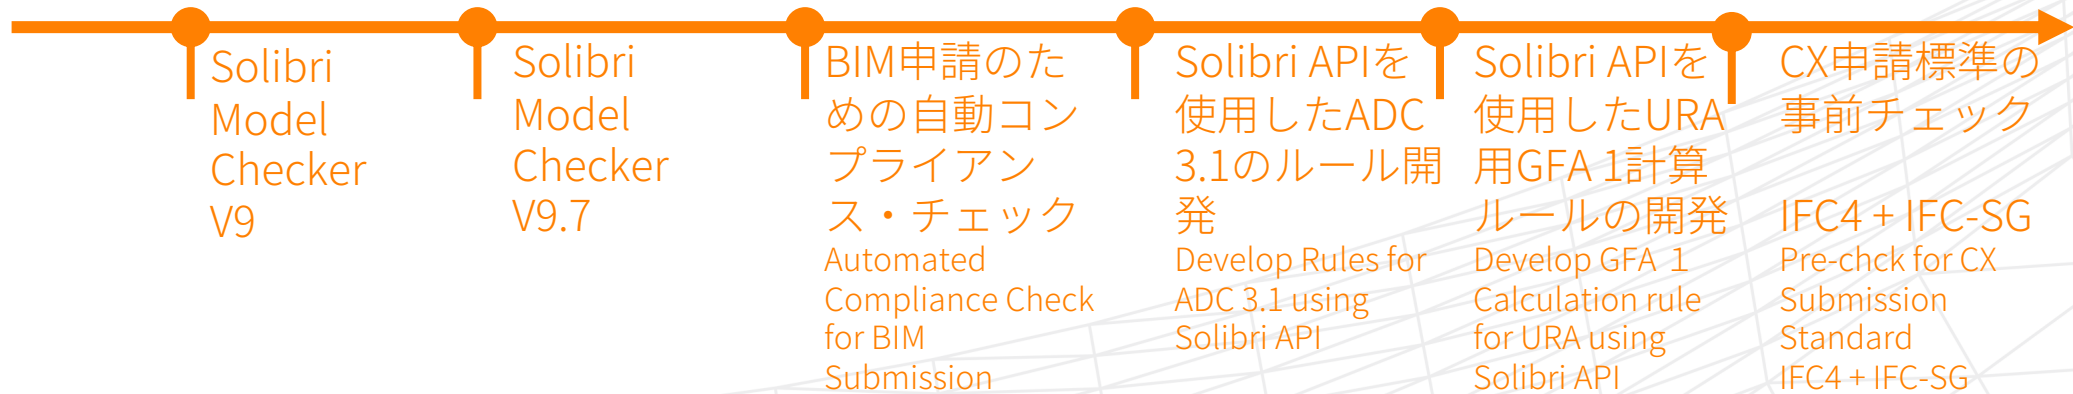 Solibri
Model
Checker
V9
Solibri
Model
Checker
V9.7
BIM申請のた
めの自動コン
プライアン
ス・チェック
Automated
Compliance Check
for BIM
Submission
Solibri APIを
使用したADC
3.1のルール開
発
Develop Rules for
ADC 3.1 using
Solibri API
Solibri APIを
使用したURA
用GFA 1計算
ルールの開発
Develop GFA １
Calculation rule
for URA using
Solibri API
CX申請標準の
事前チェック
IFC4 + IFC-SG
Pre-chck for CX
Submission
Standard
IFC4 + IFC-SG